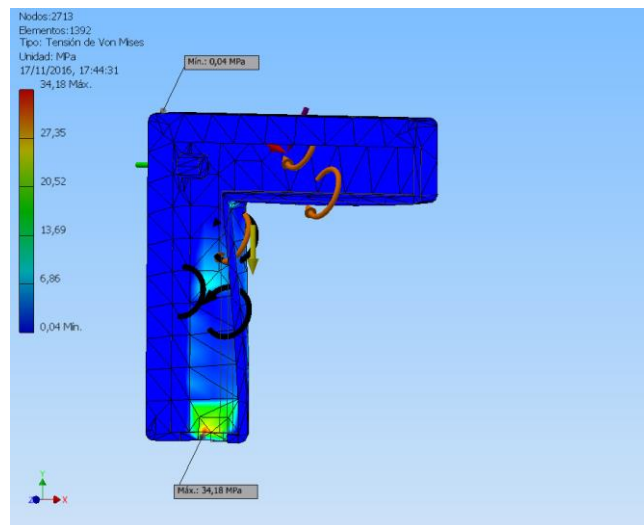 Nodos:2713
Elementos:1392
Tipo: Tensión de Von Mises
Unidad: MPa
17/11/2016, 17:44:31
34,18 Máx.
27,35
20,52
13,69
6,86
0,04 Mín.
Mín.: 0,04 MPa
Máx.: 34,18 MPa
Y
Z
X